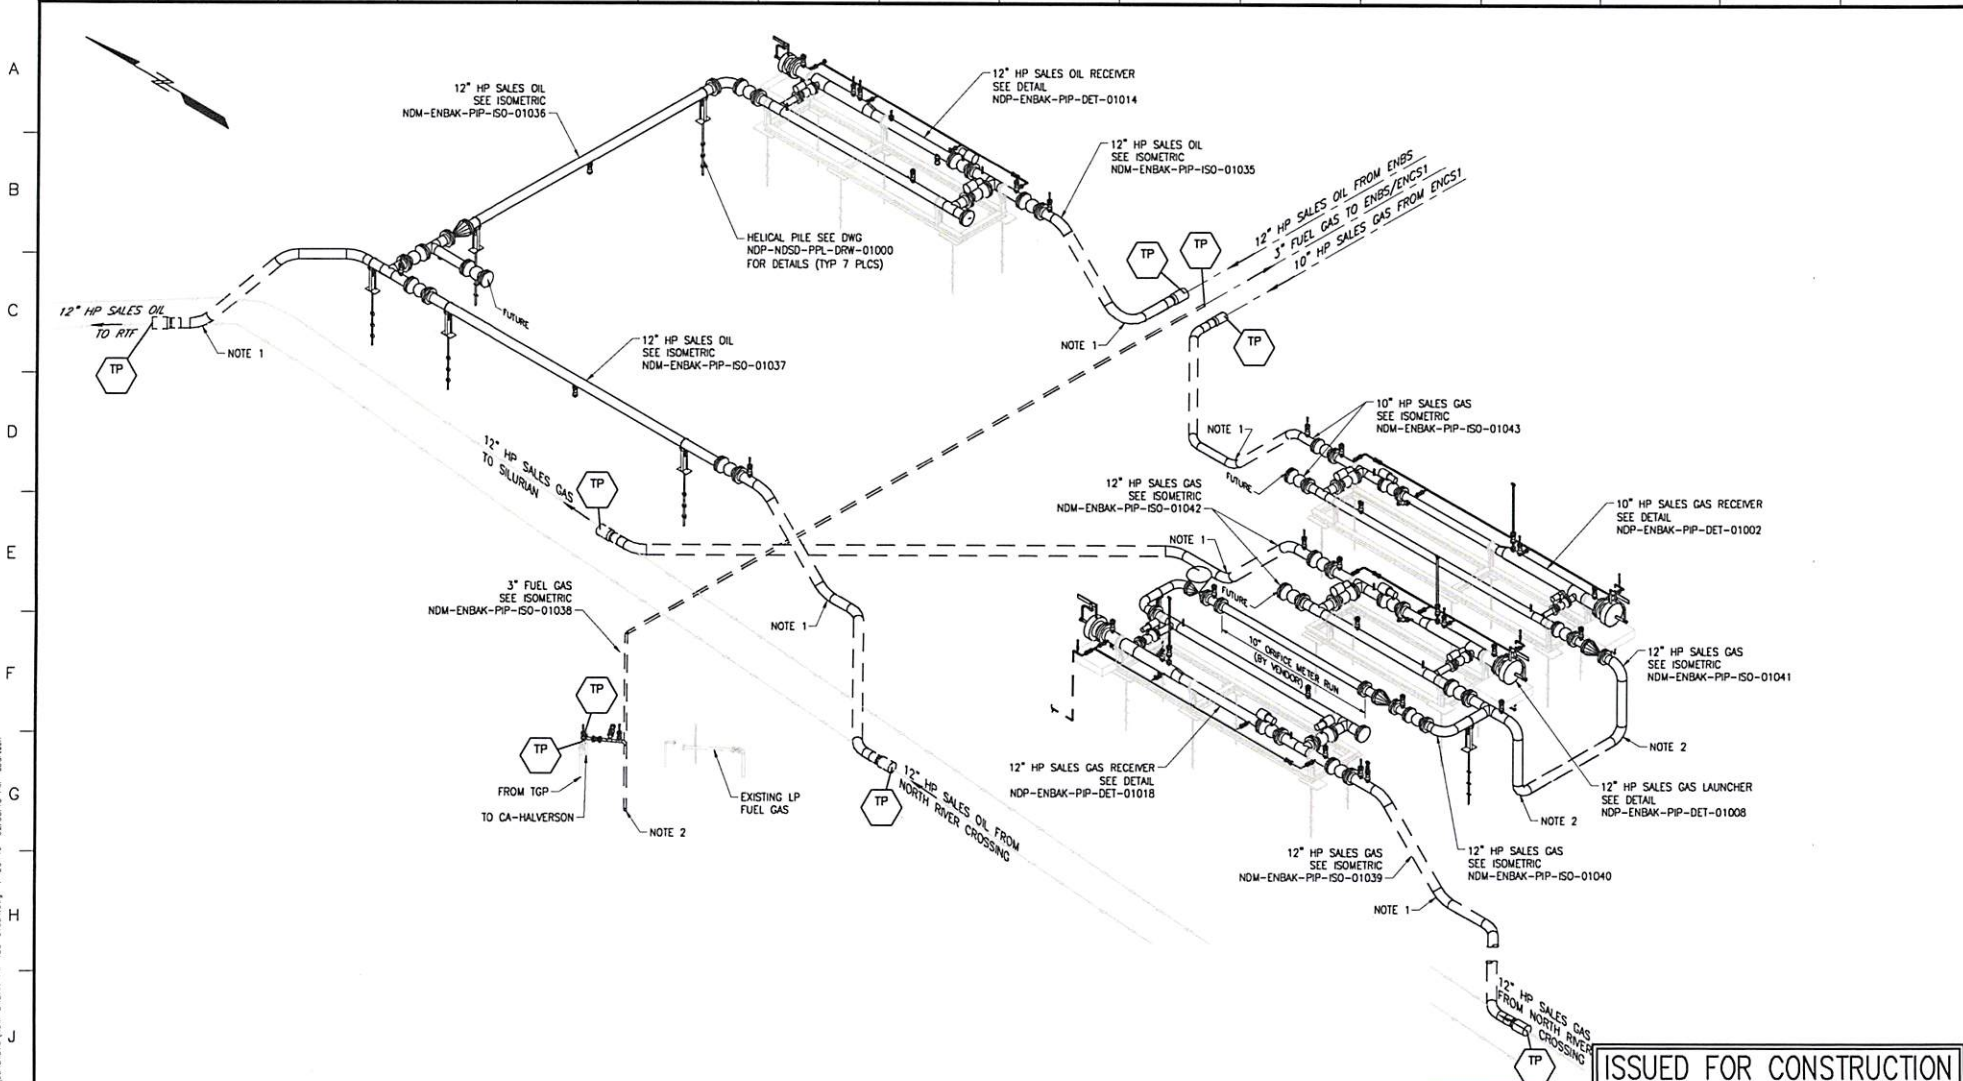 A
B
C
D
E
F
G
H
J
12" HP SALES OIL
SEE ISOMETRIC
NDM-ENBAK-PIP-ISO-01036
12" HP SALES OIL RECEIVER
SEE DETAIL
NDP-ENBAK-PIP-DET-01014
12" HP SALES OIL
SEE ISOMETRIC
NDM-ENBAK-PIP-ISO-01035
12" HP SALES OIL FROM ENBS
3" FUEL GAS TO ENBS/ENCS1
10" HP SALES GAS FROM ENCS1
HELICAL PILE SEE DWG
NDP-NDSD-PPL-DRW-01000
FOR DETAILS (TYP 7 PLCS)
TP
TP
FUTURE
12" HP SALES OIL
TO RTF
TP
NOTE 1
NOTE 1
TP
12" HP SALES OIL
SEE ISOMETRIC
NDM-ENBAK-PIP-ISO-01037
10" HP SALES GAS
SEE ISOMETRIC
NDM-ENBAK-PIP-ISO-01043
NOTE 1
12" HP SALES GAS
TO SILURIAN
TP
FUTURE
12" HP SALES GAS
SEE ISOMETRIC
NDM-ENBAK-PIP-ISO-01042
10" HP SALES GAS RECEIVER
SEE DETAIL
NDP-ENBAK-PIP-DET-01002
NOTE 1
3" FUEL GAS
SEE ISOMETRIC
NDM-ENBAK-PIP-ISO-01038
FUTURE
NOTE 1
10" ORIFICE METER RUN
(BY VENDOR)
12" HP SALES GAS
SEE ISOMETRIC
NDM-ENBAK-PIP-ISO-01041
TP
TP
NOTE 2
FROM TGP
TO CA-HALVERSON
EXISTING LP
FUEL GAS
NOTE 2
TP
12" HP SALES OIL FROM
NORTH RIVER CROSSING
12" HP SALES GAS RECEIVER
SEE DETAIL
NDP-ENBAK-PIP-DET-01018
12" HP SALES GAS LAUNCHER
SEE DETAIL
NDP-ENBAK-PIP-DET-01008
NOTE 2
12" HP SALES GAS
SEE ISOMETRIC
NDM-ENBAK-PIP-ISO-01039
12" HP SALES GAS
SEE ISOMETRIC
NDM-ENBAK-PIP-ISO-01040
NOTE 1
12" HP SALES GAS
FROM NORTH RIVER
CROSSING
TP
ISSUED FOR CONSTRUCTION